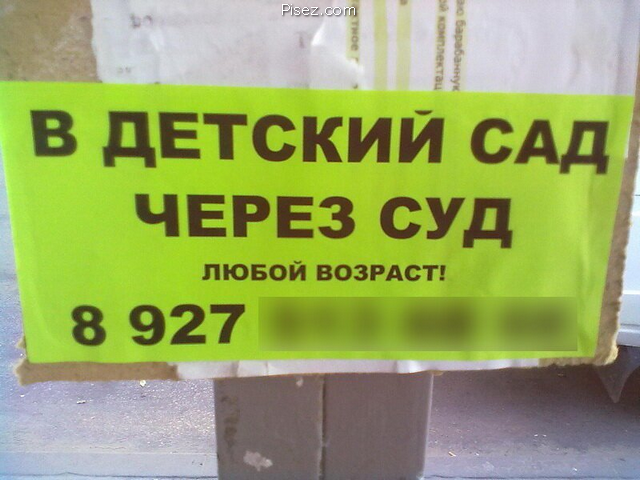 Pisez.com
В ДЕТСКИЙ САД
ЧЕРЕЗ СУД
ЛЮБОЙ ВОЗРАСТ!
8 927